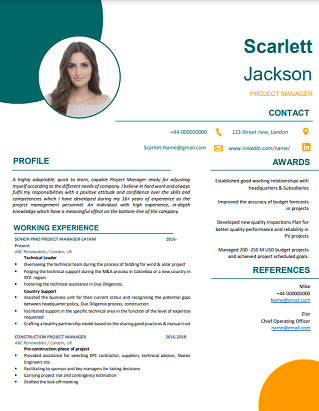 Scarlett
Jackson
PROJECT MANAGER
CONTACT
+44-000000000
123-Street new, London
Scarlet-Name@gmail.com
www.linkedin.com/name/
PROFILE
A highly adaptable, quick to learn, capable Project Manager ready for adjusting
myself according to the different needs of company. I believe in hard work and always
fulfil my responsibilities with a positive attitude and confidence over the skills and
competencies which I have developed during my 16+ years of experience as the
project management personnel. An individual with high experience, in-depth
knowledge which have a meaningful effect on the bottom-line of the company.
WORKING EXPERIENCE
SENIOR PMO PROJECT MANAGER-LATAM 2016-
Present
ABC Renewables / London, UK
Technical Leader
Overseeing the technical team during the process of bidding for wind & solar project
Forging the technical support during the M&A process in Colombia or a new country in
XYZ region
Fostering the technical assistance in Due Diligences.
Country Support
Assisted the business unit for their current status and recognising the potential gaps
between headquarter policy, Due Diligence process, construction
Facilitated support in the specific technical area in the function of the level of expertise
requested
Crafting a healthy partnership model based on the sharing good practices & mutual trust
CONSTRUCTION PROJECT MANAGER 2016-2010
ABC Renewables / London, UK
Pre-construction phase of project
Provided assistance for selecting EPC contractor, suppliers, technical advisor, Owner
Engineers etc
Facilitating to sponsor and key managers for taking decisions
Carrying project risk and contingency estimation
Drafted the kick-off meeting
AWARDS
Established good working relationships with
headquarters & Subsidiaries
Improved the accuracy of budget forecasts
in projects
Developed new quality Inspections Plan for
better quality performance and reliability in
PV projects
Managed 200 -250 M USD budget projects
and achieved project scheduled goals.
REFERENCES
Mike
+44-00000000
Name@email.com
Elor
Chief Operating Officer
name@email.com